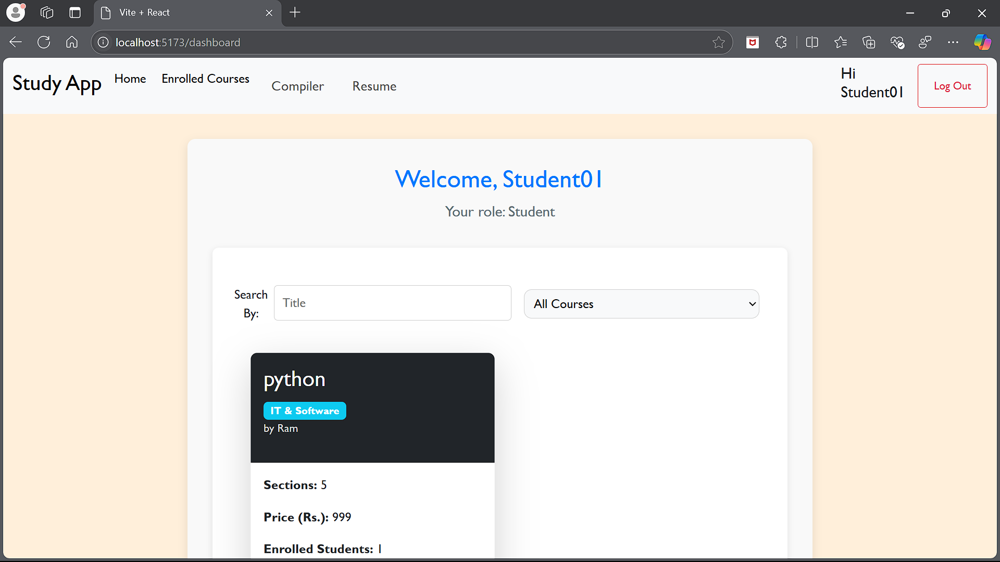 Vite + React
localhost:5173/dashboard
Study App
Home
Enrolled Courses
Compiler
Resume
Hi
Student01
Log Out
Welcome, Student01
Your role: Student
Search
By:
Title
All Courses
python
IT & Software
by Ram
Sections: 5
Price (Rs.): 999
Enrolled Students: 1